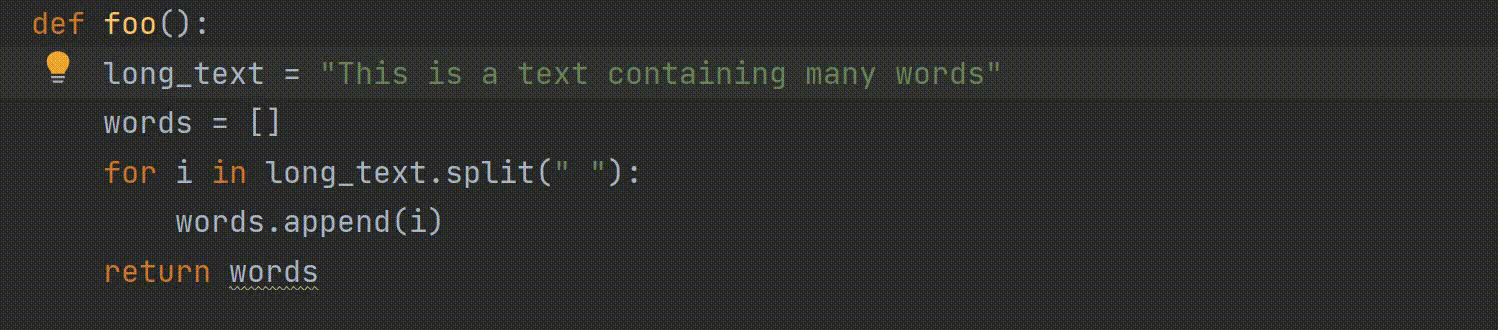 def foo():
    long_text = "This is a text containing many words"
    words = []
    for i in long_text.split(" "):
        words.append(i)
    return words